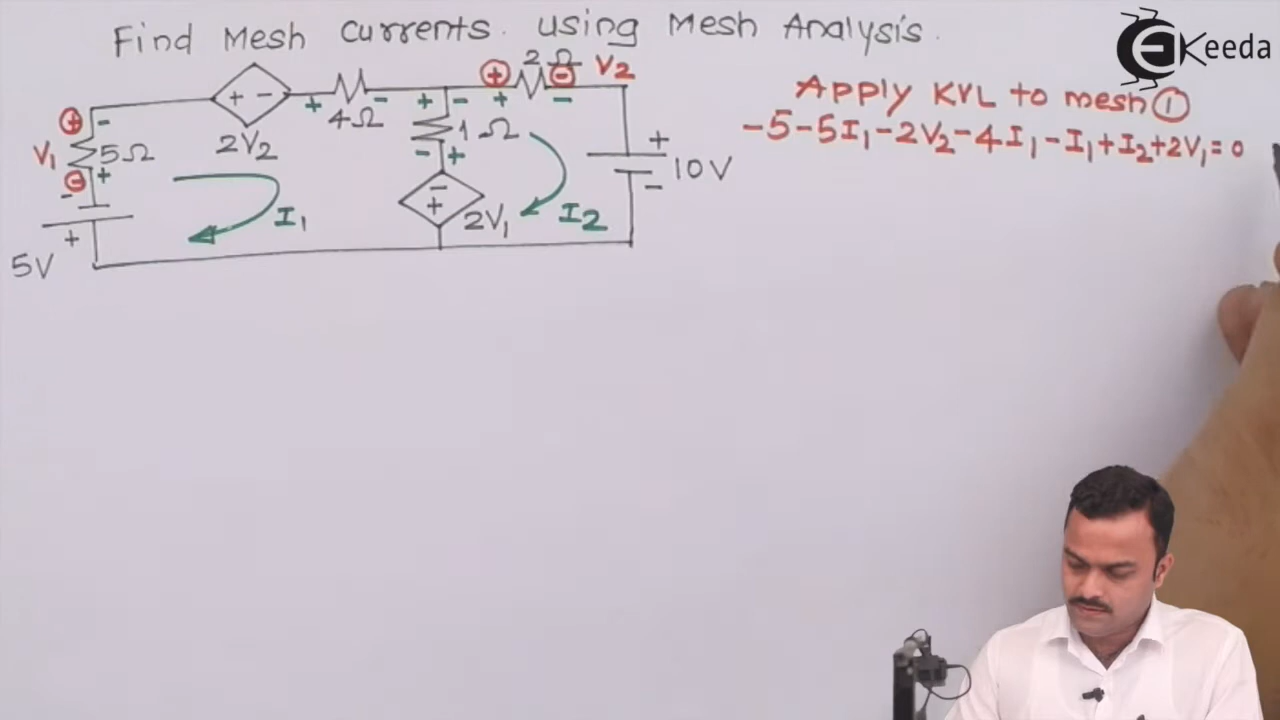 Find Mesh Currents. using Mesh Analysis.
Keeda
Apply KVL to mesh ①
-5-5I₁-2V₂-4I₁-I₁+I₂+2V₁=0
+ - 2Ω V2
+ -
+ - 4Ω + - + -
V₁ + - 5Ω 2V₂ 1Ω +
- + - + 10V
- I₁ - + 2V₁ I2 -
+
5V